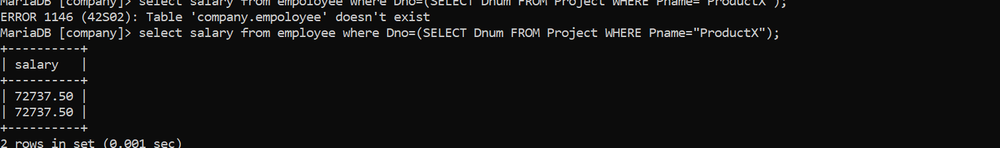 MariaDB [company]> select salary from empoloyee where Dno=(SELECT Dnum FROM Project WHERE Pname="ProductX");
ERROR 1146 (42S02): Table 'company.empoloyee' doesn't exist
MariaDB [company]> select salary from employee where Dno=(SELECT Dnum FROM Project WHERE Pname="ProductX");
+----------+
| salary   |
+----------+
| 72737.50 |
| 72737.50 |
+----------+
2 rows in set (0.001 sec)